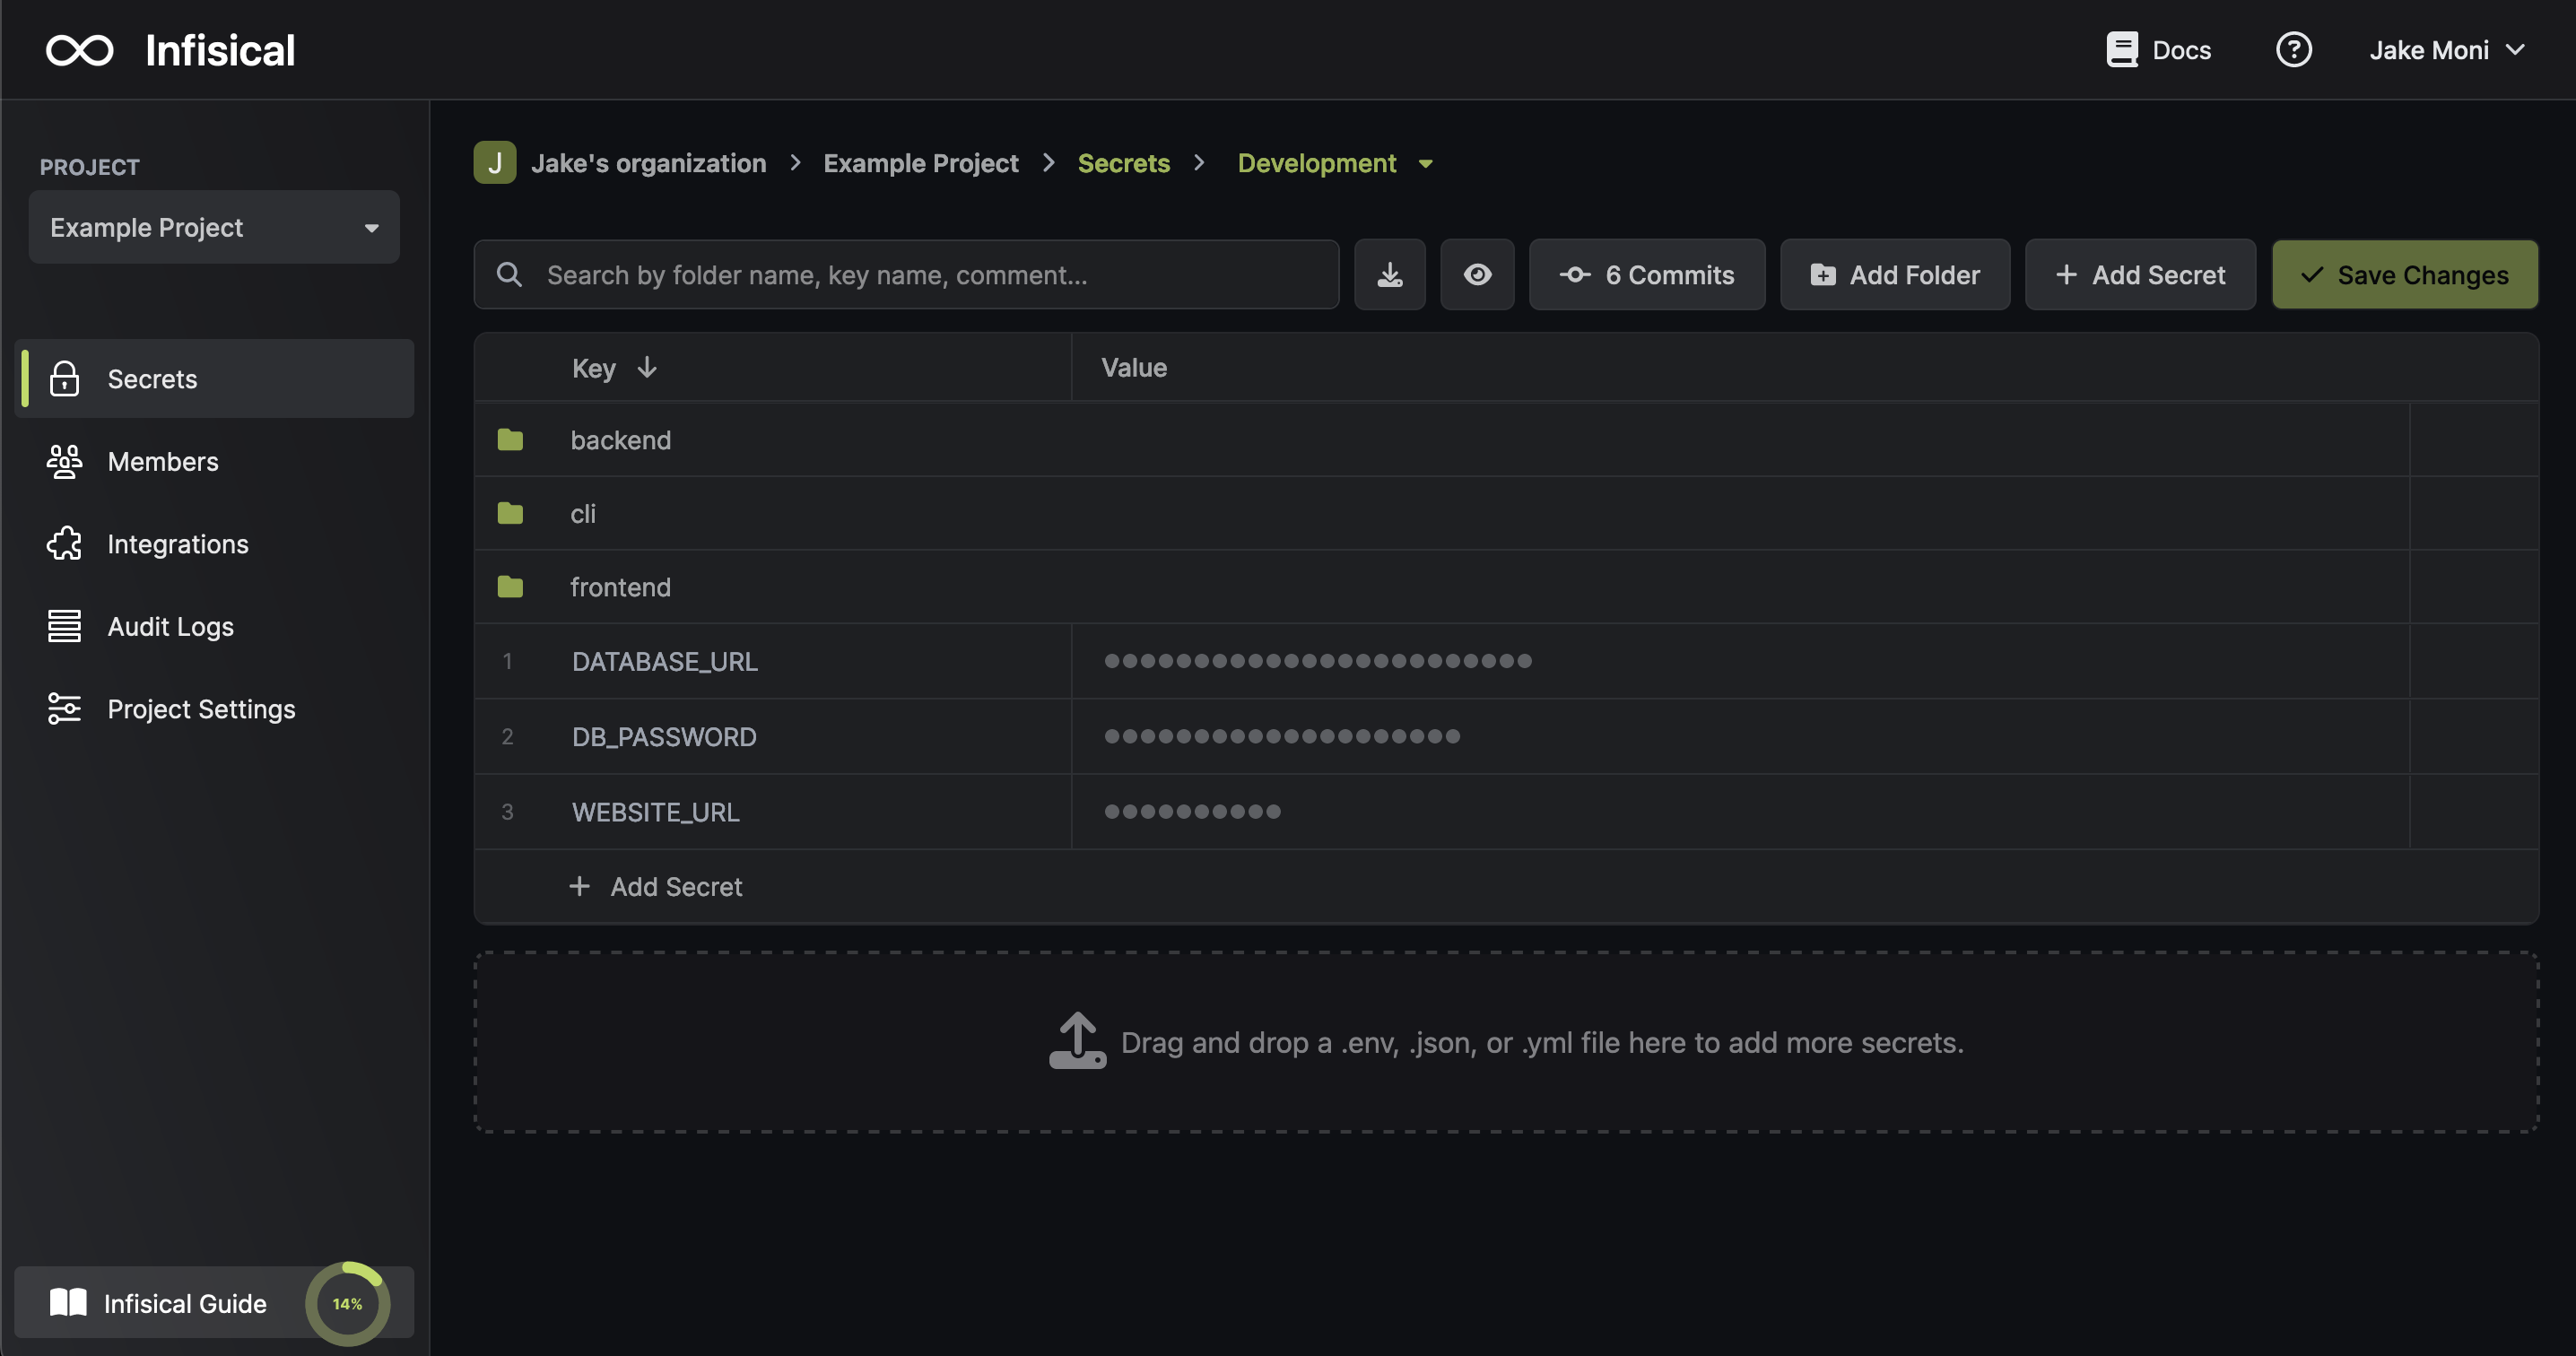 Infisical
Docs
Jake Moni
PROJECT
Example Project
Secrets
Members
Integrations
Audit Logs
Project Settings
Infisical Guide
14%
J Jake's organization > Example Project > Secrets > Development
Search by folder name, key name, comment...
6 Commits
Add Folder
+ Add Secret
Save Changes
Key Value
backend
cli
frontend
1 DATABASE_URL
2 DB_PASSWORD
3 WEBSITE_URL
+ Add Secret
Drag and drop a .env, .json, or .yml file here to add more secrets.